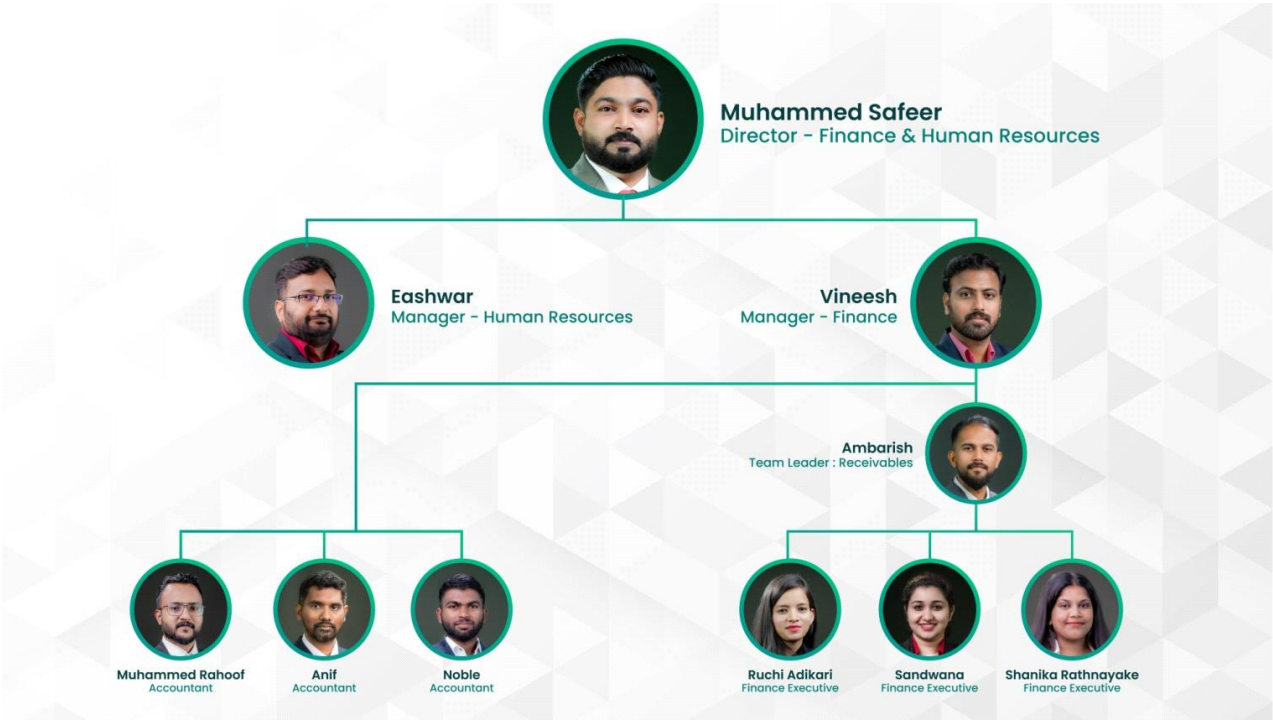 Muhammed Safeer
Director - Finance & Human Resources
Eashwar
Manager - Human Resources
Vineesh
Manager - Finance
Ambarish
Team Leader : Receivables
Muhammed Rahoof
Accountant
Anif
Accountant
Noble
Accountant
Ruchi Adikari
Finance Executive
Sandwana
Finance Executive
Shanika Rathnayake
Finance Executive